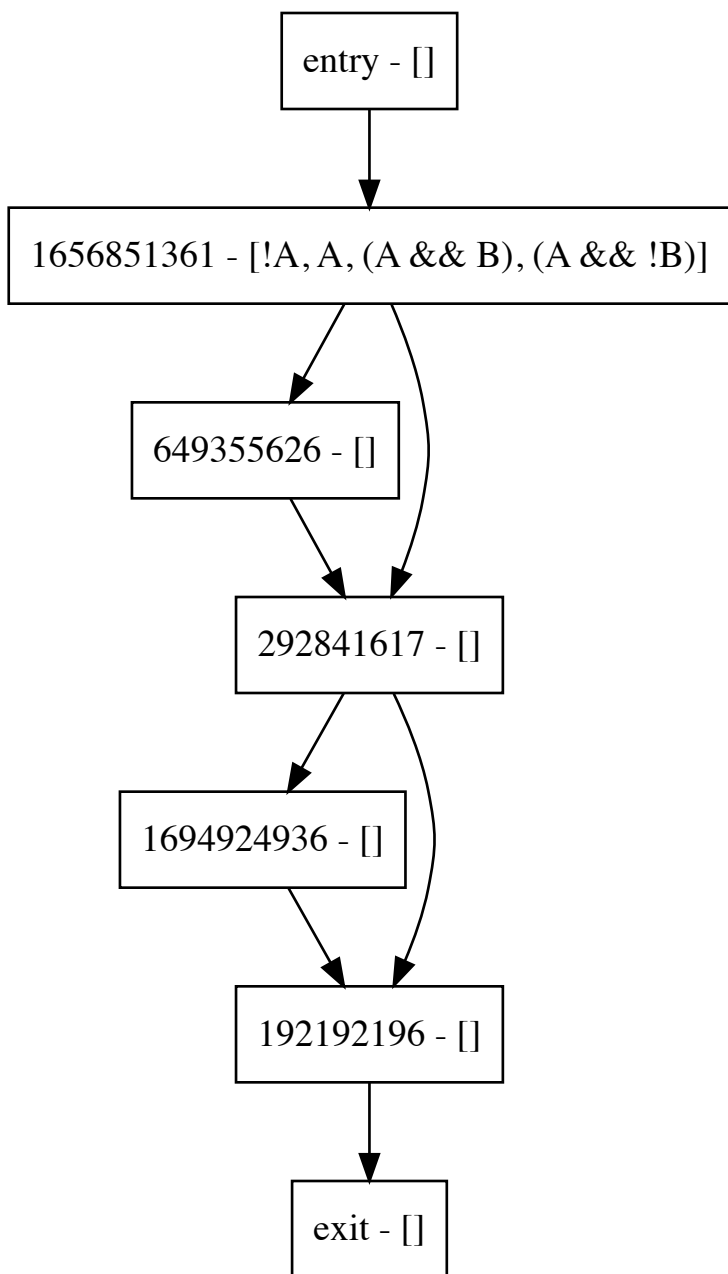 entry - []
1656851361 - [!A, A, (A && B), (A && !B)]
649355626 - []
292841617 - []
1694924936 - []
192192196 - []
exit - []